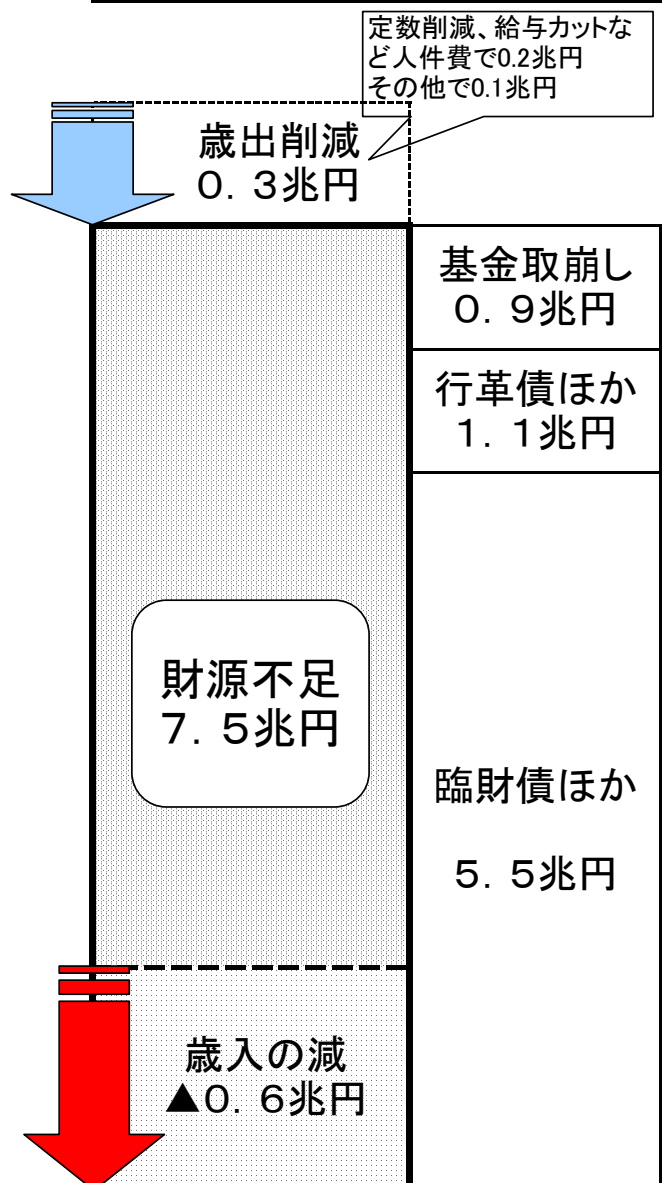 定数削減、給与カットな
ど人件費で0.2兆円
その他で0.1兆円
歳出削減
０．３兆円
基金取崩し
０．９兆円
行革債ほか
１．１兆円
財源不足
７．５兆円
臨財債ほか
５．５兆円
歳入の減
▲０．６兆円